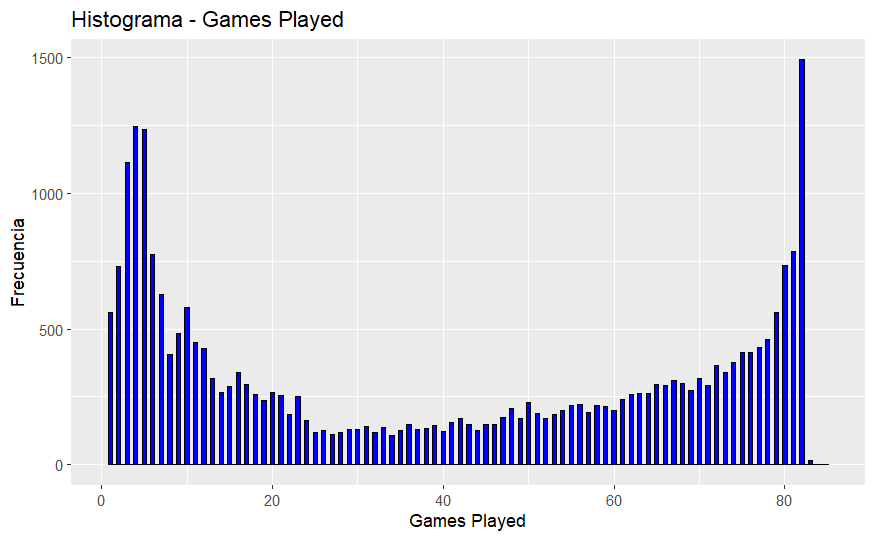 Histograma - Games Played
1500
1000
500
0
Frecuencia
0 20 40 60 80
Games Played